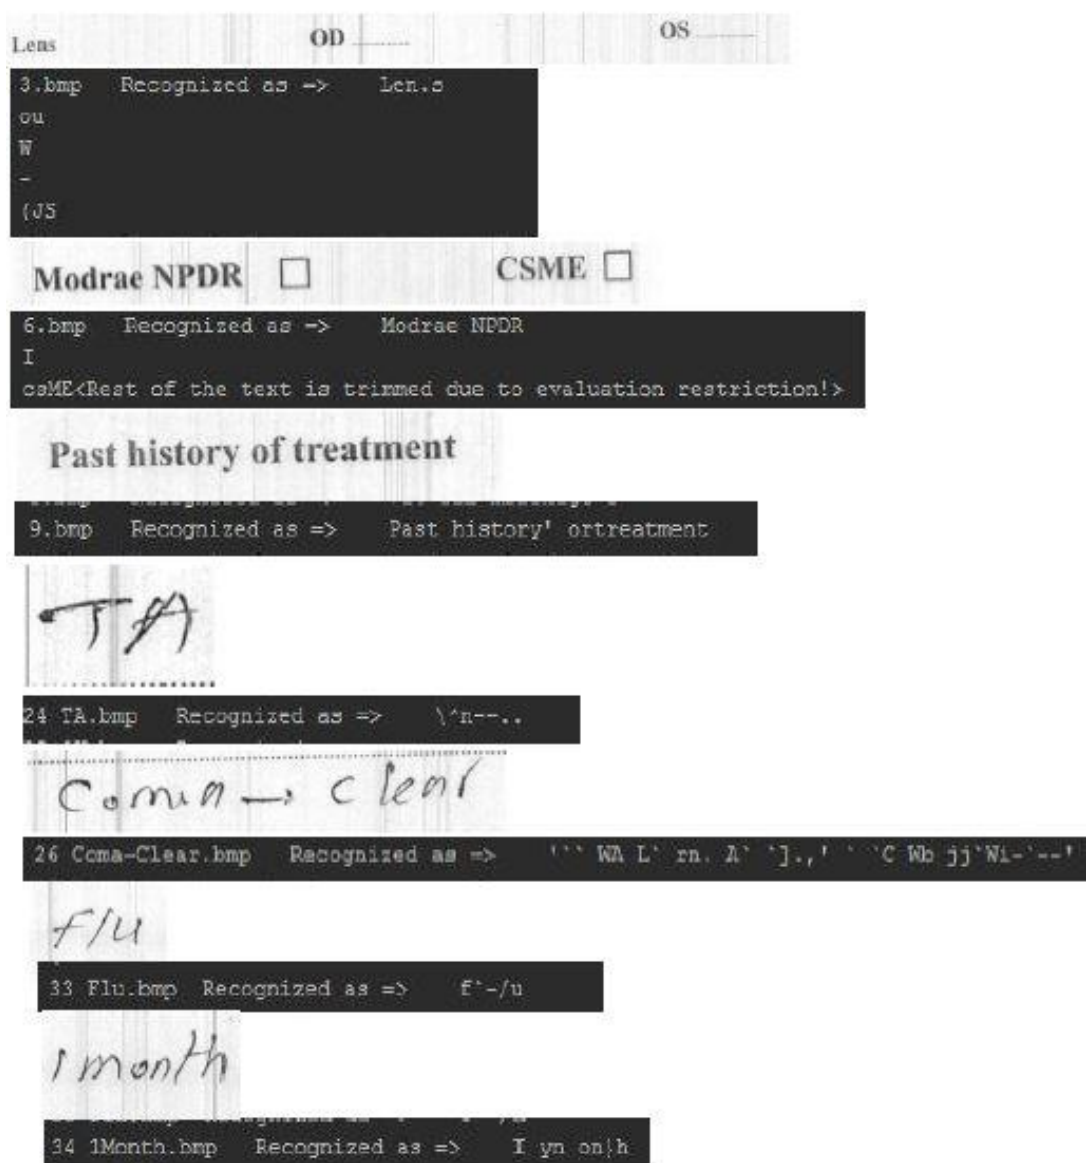 Lens OD ........ OS ........
3.bmp Recognized as => Len.s
ou
W
-
(JS
Modrae NPDR CSME
6.bmp Recognized as => Modrae NPDR
I
csME<Rest of the text is trimmed due to evaluation restriction!>
Past history of treatment
9.bmp Recognized as => Past history' ortreatment
TA
24 TA.bmp Recognized as => \^n--..
Cornea → Clear
26 Coma-Clear.bmp Recognized as => '`` WA L` rn. A` `].,' ` `C Wb jj`Wi-`--'
F/u
33 Flu.bmp Recognized as => f`-/u
1 month
34 1Month.bmp Recognized as => I yn on}h